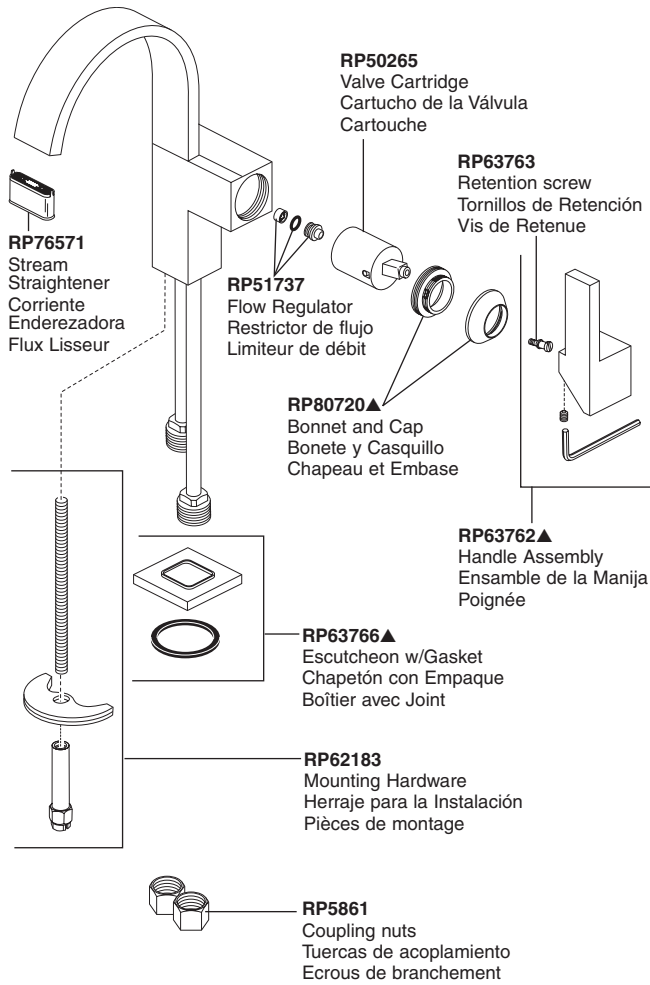 RP50265
Valve Cartridge
Cartucho de la Válvula
Cartouche
RP63763
Retention screw
Tornillos de Retención
Vis de Retenue
RP76571
Stream
Straightener
Corriente
Enderezadora
Flux Lisseur
RP51737
Flow Regulator
Restrictor de flujo
Limiteur de débit
RP80720▲
Bonnet and Cap
Bonete y Casquillo
Chapeau et Embase
RP63762▲
Handle Assembly
Ensamble de la Manija
Poignée
RP63766▲
Escutcheon w/Gasket
Chapetón con Empaque
Boîtier avec Joint
RP62183
Mounting Hardware
Herraje para la Instalación
Pièces de montage
RP5861
Coupling nuts
Tuercas de acoplamiento
Ecrous de branchement